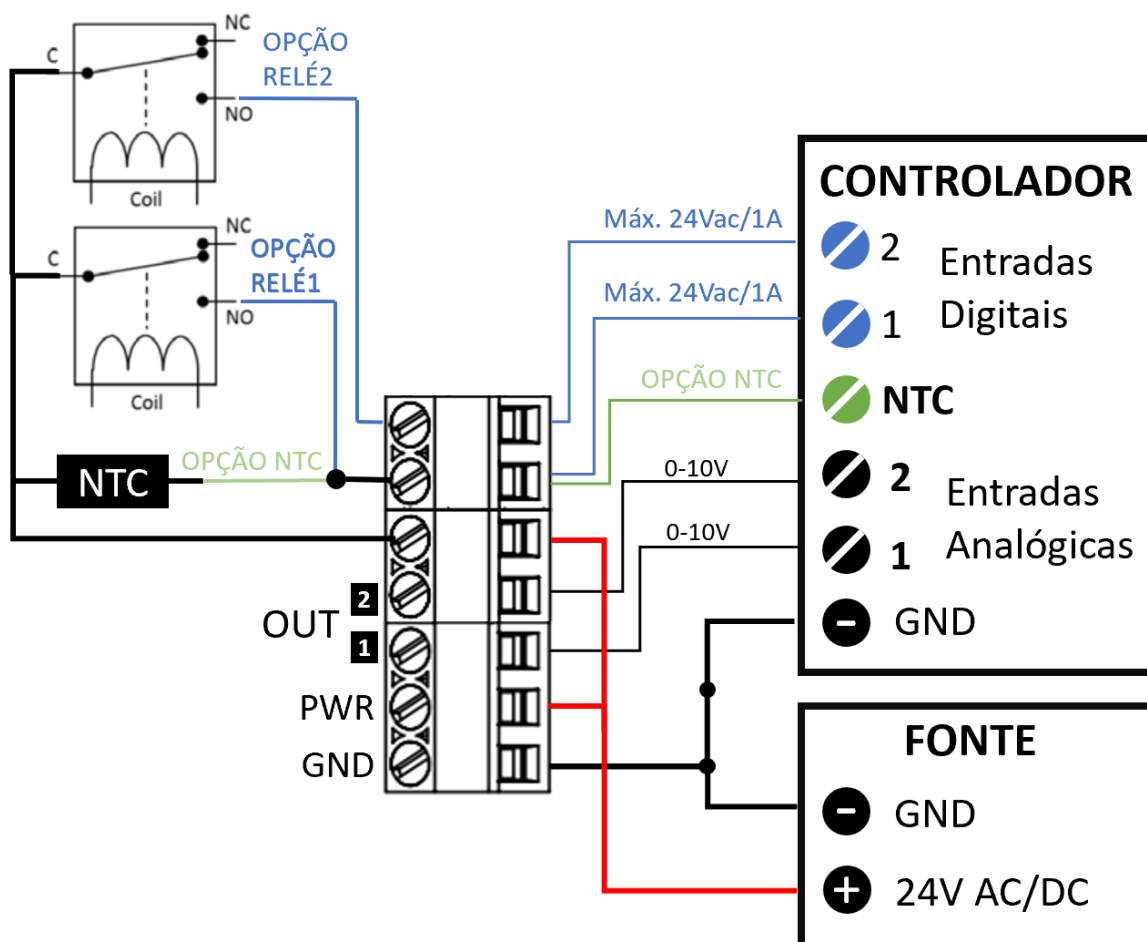 NC
C
OPÇÃO
RELÉ2
NO
Coil
NC
C
OPÇÃO
RELÉ1
NO
Coil
NTC
OPÇÃO NTC
OUT
2
1
PWR
GND
Máx. 24Vac/1A
Máx. 24Vac/1A
OPÇÃO NTC
0-10V
0-10V
CONTROLADOR
2
1
Entradas
Digitais
NTC
2
1
Entradas
Analógicas
- GND
FONTE
- GND
+ 24V AC/DC